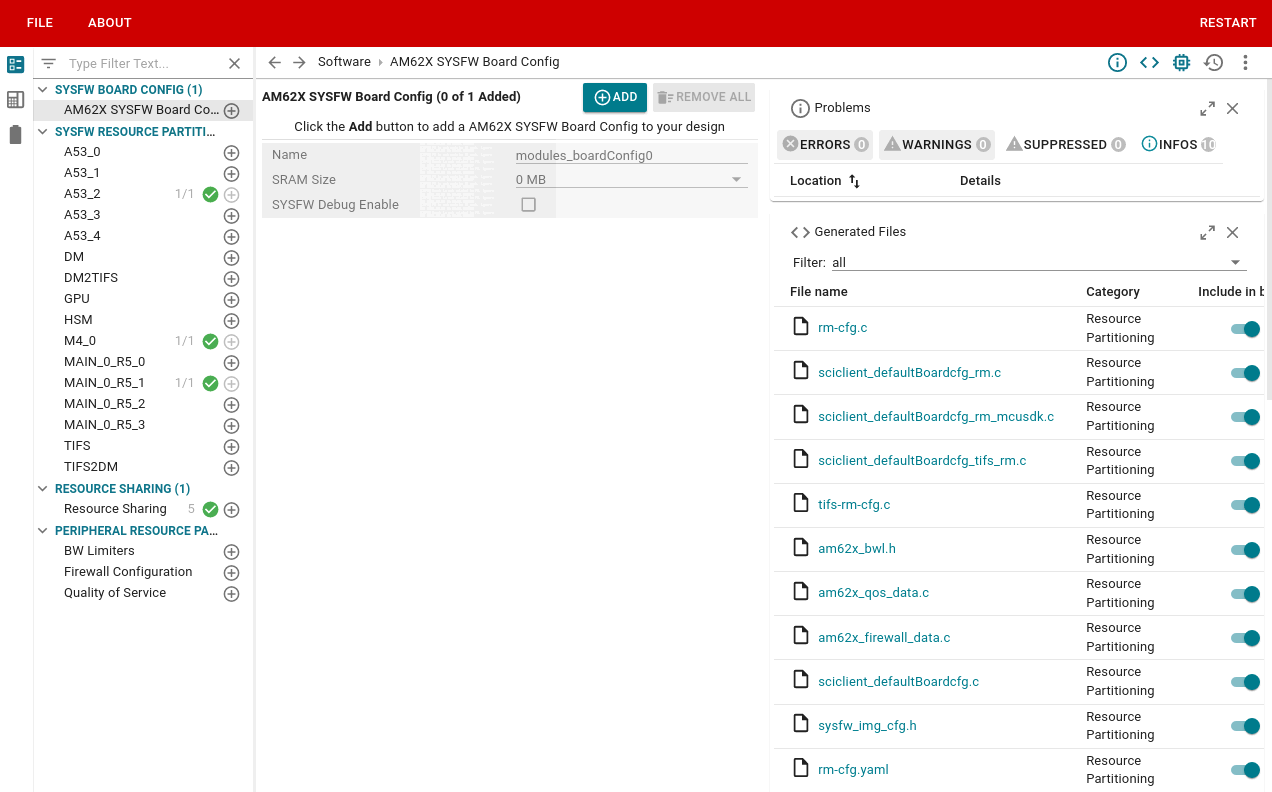 FILE
ABOUT
RESTART
Type Filter Text...
SYSFW BOARD CONFIG (1)
AM62X SYSFW Board Co...
SYSFW RESOURCE PARTITI...
A53_0
A53_1
A53_2 1/1
A53_3
A53_4
DM
DM2TIFS
GPU
HSM
M4_0 1/1
MAIN_0_R5_0
MAIN_0_R5_1 1/1
MAIN_0_R5_2
MAIN_0_R5_3
TIFS
TIFS2DM
RESOURCE SHARING (1)
Resource Sharing 5
PERIPHERAL RESOURCE PA...
BW Limiters
Firewall Configuration
Quality of Service
Software › AM62X SYSFW Board Config
AM62X SYSFW Board Config (0 of 1 Added)
ADD
REMOVE ALL
Click the Add button to add a AM62X SYSFW Board Config to your design
Name modules_boardConfig0
SRAM Size 0 MB
SYSFW Debug Enable
Problems
ERRORS 0 WARNINGS 0 SUPPRESSED 0 INFOS 10
Location Details
Generated Files
Filter: all
File name Category Include in b
rm-cfg.c Resource
Partitioning
sciclient_defaultBoardcfg_rm.c Resource
Partitioning
sciclient_defaultBoardcfg_rm_mcusdk.c Resource
Partitioning
sciclient_defaultBoardcfg_tifs_rm.c Resource
Partitioning
tifs-rm-cfg.c Resource
Partitioning
am62x_bwl.h Resource
Partitioning
am62x_qos_data.c Resource
Partitioning
am62x_firewall_data.c Resource
Partitioning
sciclient_defaultBoardcfg.c Resource
Partitioning
sysfw_img_cfg.h Resource
Partitioning
rm-cfg.yaml Resource
Partitioning